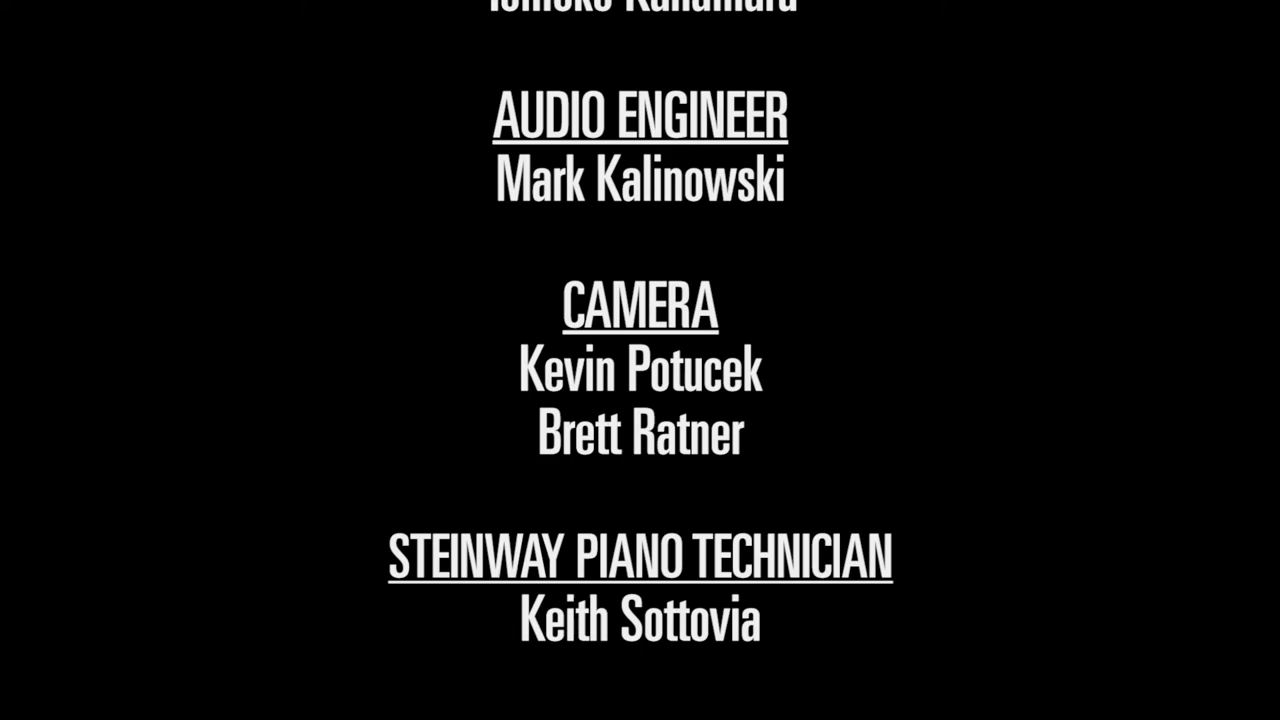 AUDIO ENGINEER
Mark Kalinowski
CAMERA
Kevin Potucek
Brett Ratner
STEINWAY PIANO TECHNICIAN
Keith Sottovia